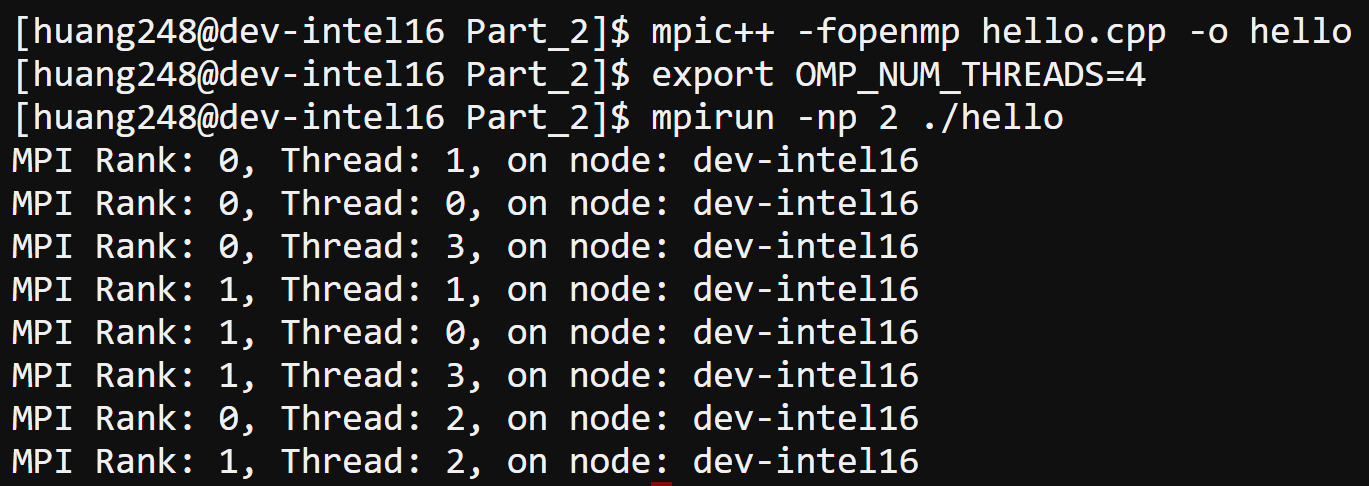 [huang248@dev-intel16 Part_2]$ mpic++ -fopenmp hello.cpp -o hello
[huang248@dev-intel16 Part_2]$ export OMP_NUM_THREADS=4
[huang248@dev-intel16 Part_2]$ mpirun -np 2 ./hello
MPI Rank: 0, Thread: 1, on node: dev-intel16
MPI Rank: 0, Thread: 0, on node: dev-intel16
MPI Rank: 0, Thread: 3, on node: dev-intel16
MPI Rank: 1, Thread: 1, on node: dev-intel16
MPI Rank: 1, Thread: 0, on node: dev-intel16
MPI Rank: 1, Thread: 3, on node: dev-intel16
MPI Rank: 0, Thread: 2, on node: dev-intel16
MPI Rank: 1, Thread: 2, on node: dev-intel16